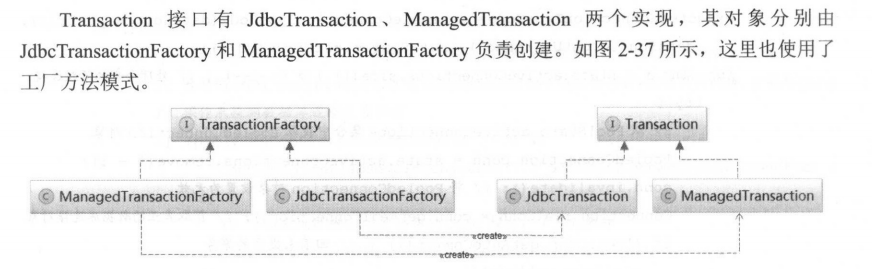 Transaction 接口有 JdbcTransaction、ManagedTransaction 两个实现，其对象分别由
JdbcTransactionFactory 和 ManagedTransactionFactory 负责创建。如图 2-37 所示，这里也使用了
工厂方法模式。
I TransactionFactory
I Transaction
C ManagedTransactionFactory
C JdbcTransactionFactory
C JdbcTransaction
C ManagedTransaction
«create»
«create»